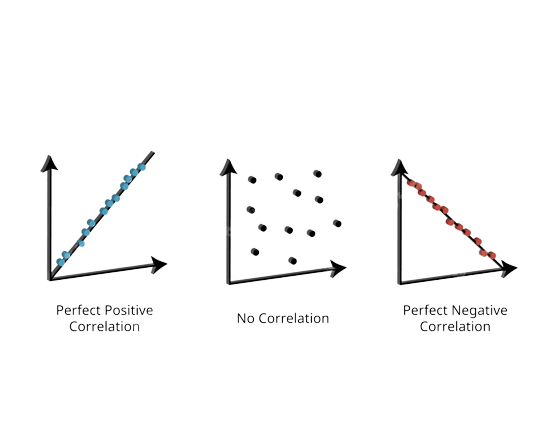 Perfect Positive
Correlation
No Correlation
Perfect Negative
Correlation